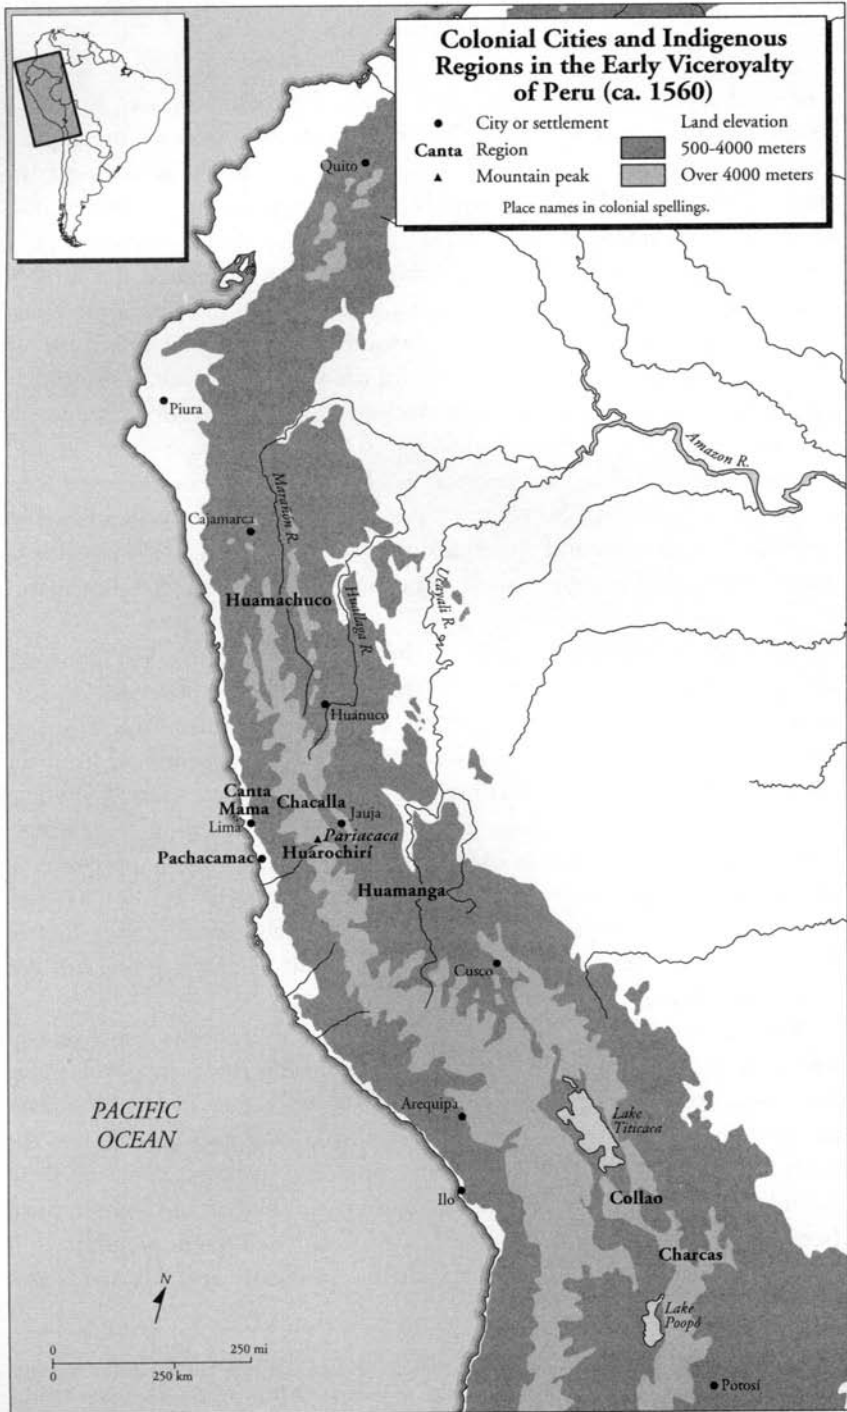 Colonial Cities and Indigenous
Regions in the Early Viceroyalty
of Peru (ca. 1560)
● City or settlement
Canta Region
▲ Mountain peak
Land elevation
500-4000 meters
Over 4000 meters
Place names in colonial spellings.
Quito
Piura
Amazon R.
Marañón R.
Cajamarca
Ucayali R.
Huallaga R.
Huamachuco
Huánuco
Canta
Mama
Chacalla
Lima
Jauja
Pariacaca
Pachacamac
Huarochirí
Huamanga
Cusco
PACIFIC
OCEAN
Arequipa
Lake
Titicaca
Ilo
Collao
Charcas
N
Lake
Poopó
0 250 mi
0 250 km
Potosí